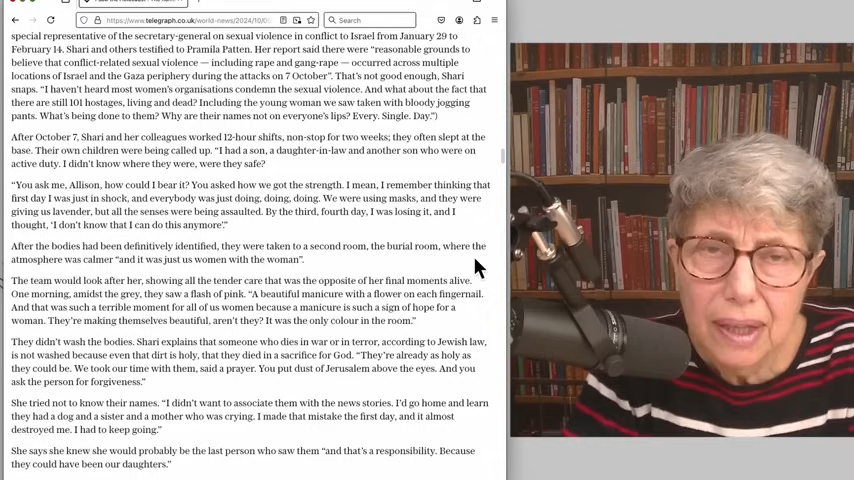 https://www.telegraph.co.uk/world-news/2024/10/0
Search
special representative of the secretary-general on sexual violence in conflict to Israel from January 29 to
February 14. Shari and others testified to Pramila Patten. Her report said there were “reasonable grounds to
believe that conflict-related sexual violence — including rape and gang-rape — occurred across multiple
locations of Israel and the Gaza periphery during the attacks on 7 October”. That’s not good enough, Shari
snaps. “I haven’t heard most women’s organisations condemn the sexual violence. And what about the fact that
there are still 101 hostages, living and dead? Including the young woman we saw taken with bloody jogging
pants. What’s being done to them? Why are their names not on everyone’s lips? Every. Single. Day.”)
After October 7, Shari and her colleagues worked 12-hour shifts, non-stop for two weeks; they often slept at the
base. Their own children were being called up. “I had a son, a daughter-in-law and another son who were on
active duty. I didn’t know where they were, were they safe?
“You ask me, Allison, how could I bear it? You asked how we got the strength. I mean, I remember thinking that
first day I was just in shock, and everybody was just doing, doing, doing. We were using masks, and they were
giving us lavender, but all the senses were being assaulted. By the third, fourth day, I was losing it, and I
thought, ‘I don’t know that I can do this anymore’.”
After the bodies had been definitively identified, they were taken to a second room, the burial room, where the
atmosphere was calmer “and it was just us women with the woman”.
The team would look after her, showing all the tender care that was the opposite of her final moments alive.
One morning, amidst the grey, they saw a flash of pink. “A beautiful manicure with a flower on each fingernail.
And that was such a terrible moment for all of us women because a manicure is such a sign of hope for a
woman. They’re making themselves beautiful, aren’t they? It was the only colour in the room.”
They didn’t wash the bodies. Shari explains that someone who dies in war or in terror, according to Jewish law,
is not washed because even that dirt is holy, that they died in a sacrifice for God. “They’re already as holy as
they could be. We took our time with them, said a prayer. You put dust of Jerusalem above the eyes. And you
ask the person for forgiveness.”
She tried not to know their names. “I didn’t want to associate them with the news stories. I’d go home and learn
they had a dog and a sister and a mother who was crying. I made that mistake the first day, and it almost
destroyed me. I had to keep going.”
She says she knew she would probably be the last person who saw them “and that’s a responsibility. Because
they could have been our daughters.”